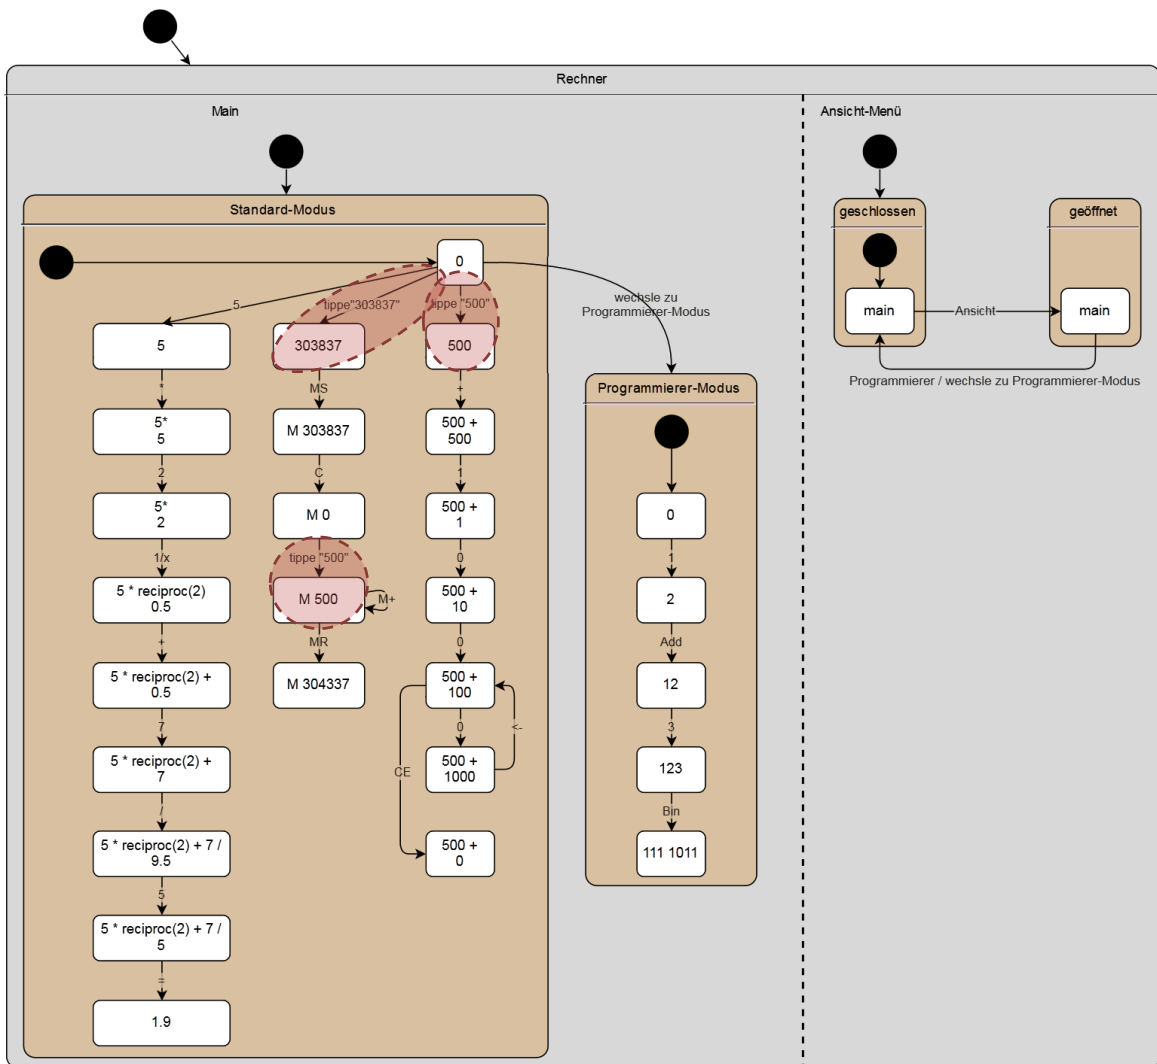 Rechner
Main
Standard-Modus
0
5
5
*
5*
5
2
5*
2
1/x
5 * reciproc(2)
0.5
+
5 * reciproc(2) +
0.5
7
5 * reciproc(2) +
7
/
5 * reciproc(2) + 7 /
9.5
5
5 * reciproc(2) + 7 /
5
=
1.9
tippe"303837"
303837
MS
M 303837
C
M 0
tippe "500"
M 500
M+
MR
M 304337
tippe "500"
500
+
500 +
500
1
500 +
1
0
500 +
10
0
500 +
100
0
<-
500 +
1000
CE
500 +
0
wechsle zu
Programmierer-Modus
Programmierer-Modus
0
1
2
Add
12
3
123
Bin
111 1011
Ansicht-Menü
geschlossen
main
Ansicht
geöffnet
main
Programmierer / wechsle zu Programmierer-Modus